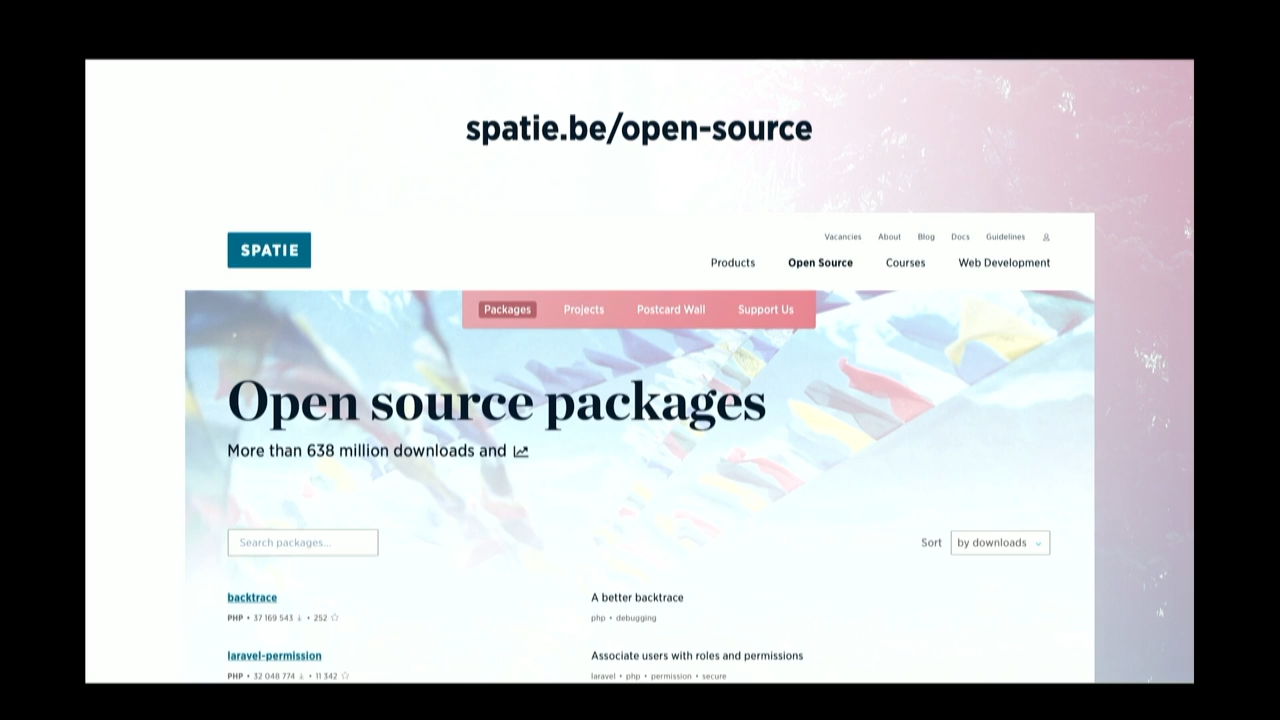 spatie.be/open-source
SPATIE
Vacancies About Blog Docs Guidelines
Products Open Source Courses Web Development
Packages Projects Postcard Wall Support Us
Open source packages
More than 638 million downloads and
Search packages...
Sort by downloads
backtrace A better backtrace
PHP • 37 169 543 ↓ • 252 ☆ php • debugging
laravel-permission Associate users with roles and permissions
PHP • 32 048 774 ↓ • 11 342 ☆ laravel • php • permission • secure